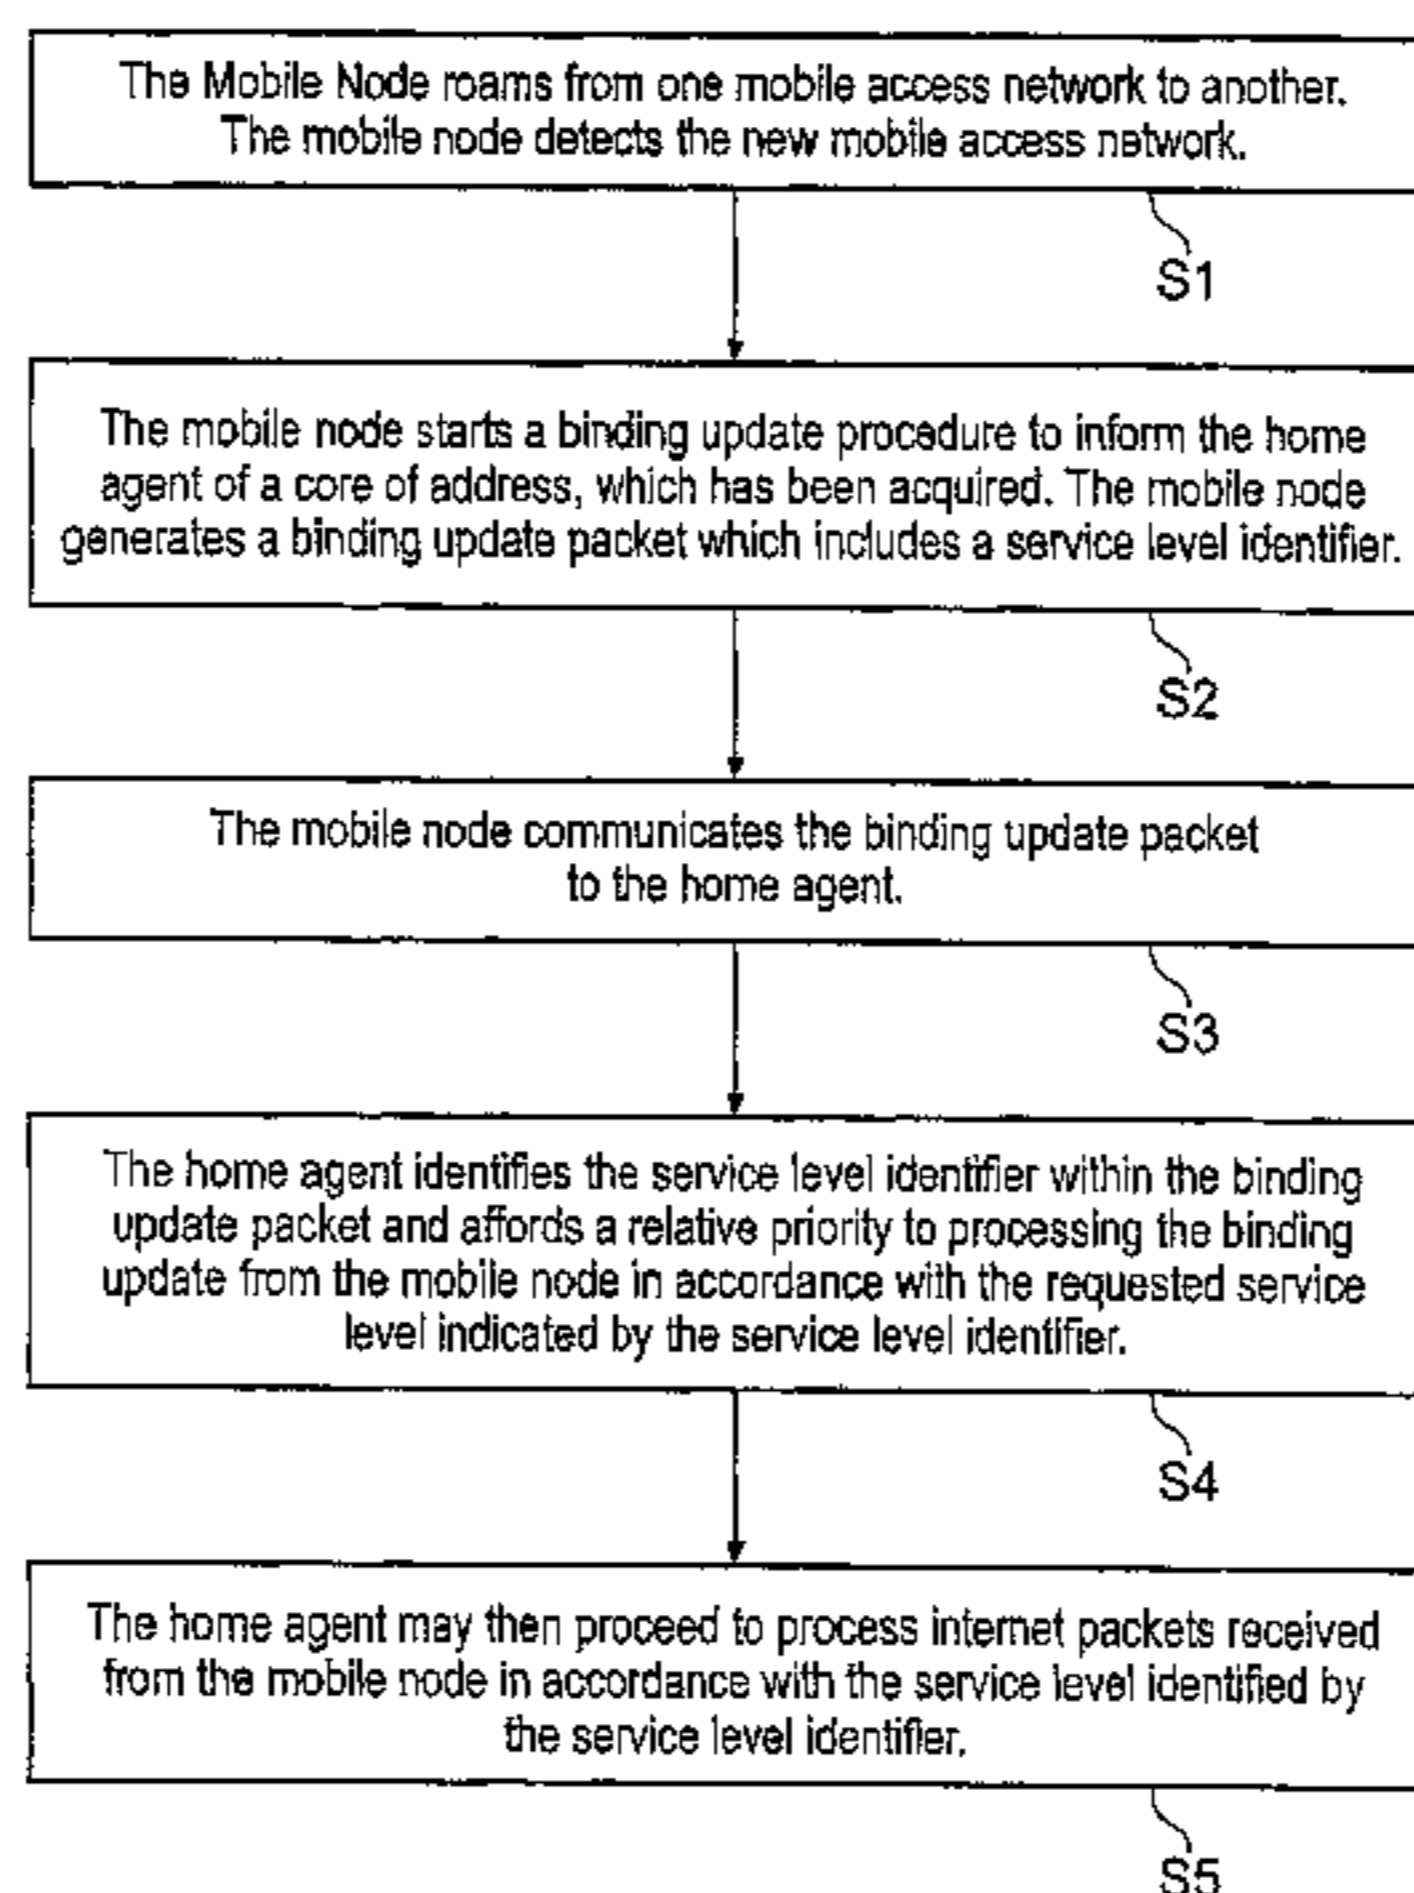 The Mobile Node roams from one mobile access network to another.
The mobile node detects the new mobile access network.
S1
The mobile node starts a binding update procedure to inform the home
agent of a core of address, which has been acquired. The mobile node
generates a binding update packet which includes a service level identifier.
S2
The mobile node communicates the binding update packet
to the home agent.
S3
The home agent identifies the service level identifier within the binding
update packet and affords a relative priority to processing the binding
update from the mobile node in accordance with the requested service
level indicated by the service level identifier.
S4
The home agent may then proceed to process internet packets received
from the mobile node in accordance with the service level identified by
the service level identifier.
S5